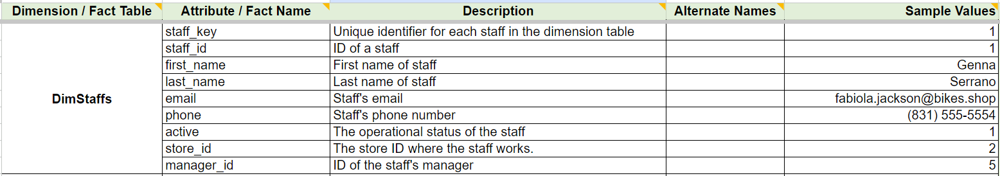 Dimension / Fact Table Attribute / Fact Name Description Alternate Names Sample Values
staff_key Unique identifier for each staff in the dimension table 1
staff_id ID of a staff 1
first_name First name of staff Genna
last_name Last name of staff Serrano
DimStaffs email Staff's email fabiola.jackson@bikes.shop
phone Staff's phone number (831) 555-5554
active The operational status of the staff 1
store_id The store ID where the staff works. 2
manager_id ID of the staff's manager 5